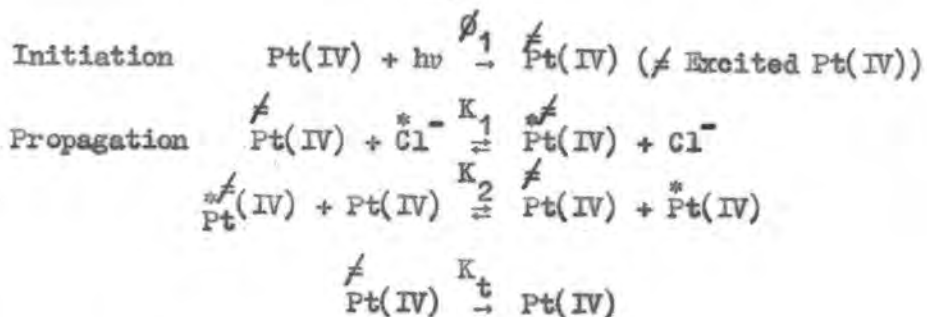 Initiation Pt(IV) + hν →^ø₁ ≠Pt(IV) (≠ Excited Pt(IV))
Propagation ≠Pt(IV) + *Cl⁻ ⇄^K₁ *≠Pt(IV) + Cl⁻
*≠Pt(IV) + Pt(IV) ⇄^K₂ ≠Pt(IV) + *Pt(IV)
≠Pt(IV) →^Kt Pt(IV)